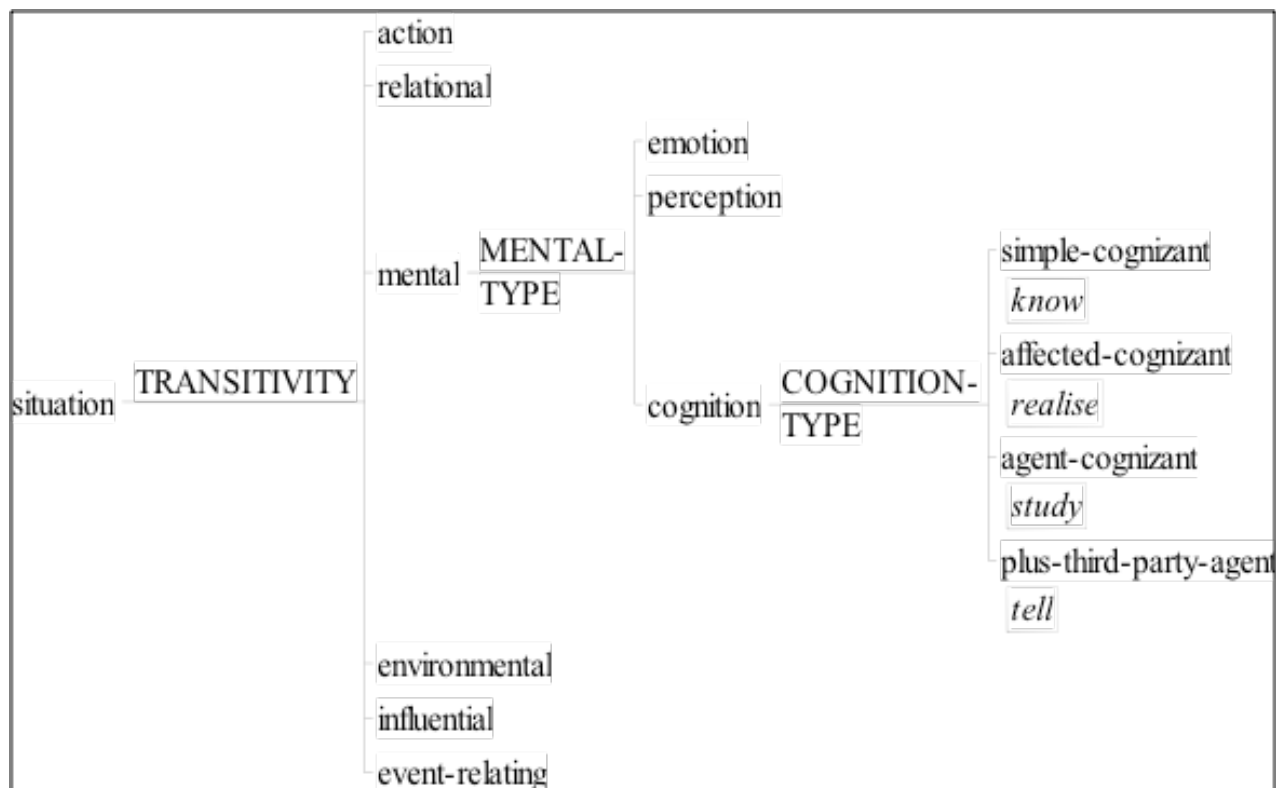 action
relational
emotion
perception
mental
MENTAL-
TYPE
simple-cognizant
know
affected-cognizant
realise
situation
TRANSITIVITY
cognition
COGNITION-
TYPE
agent-cognizant
study
plus-third-party-agent
tell
environmental
influential
event-relating